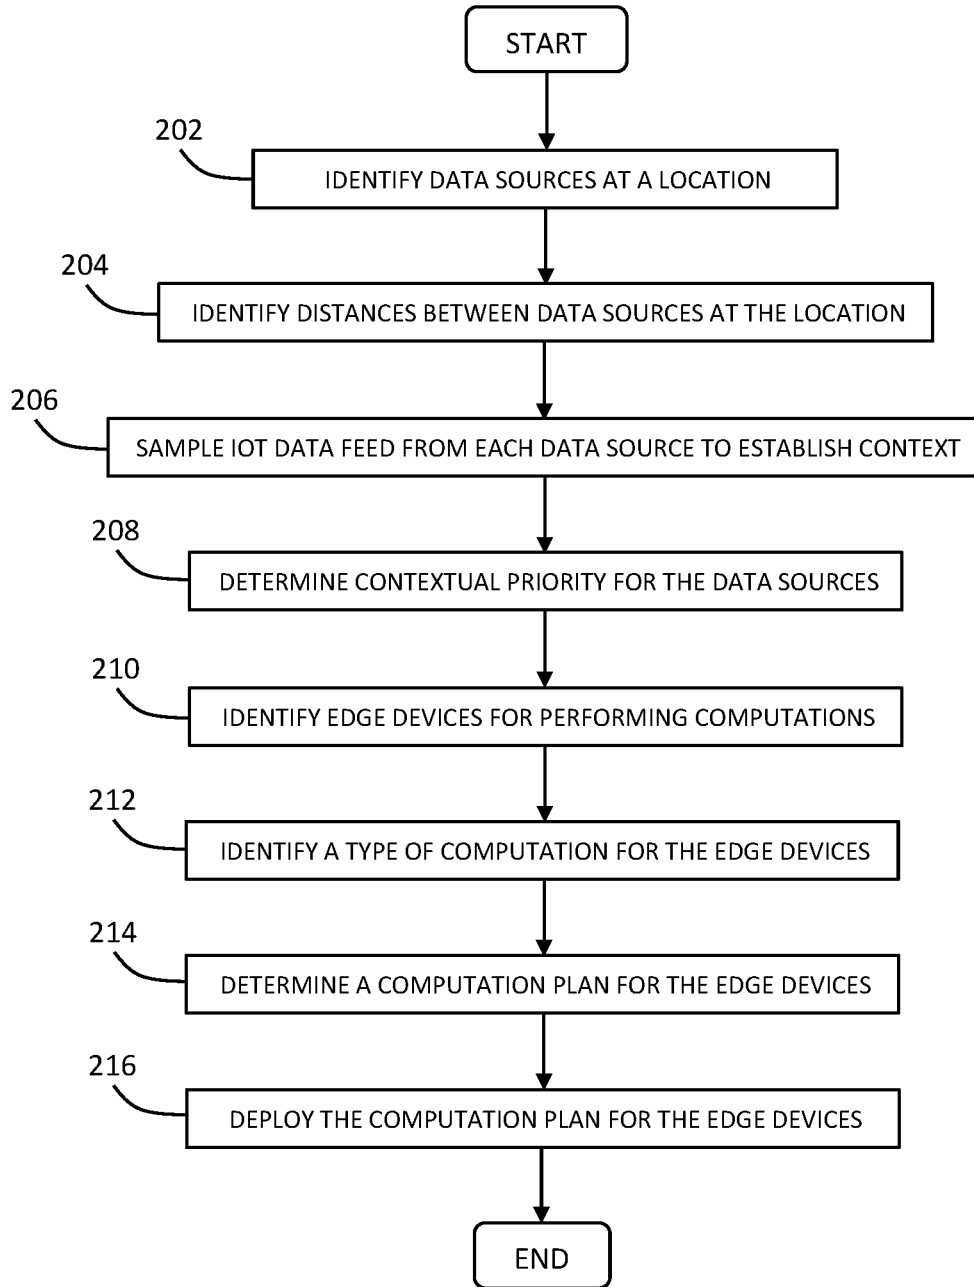 START
202
IDENTIFY DATA SOURCES AT A LOCATION
204
IDENTIFY DISTANCES BETWEEN DATA SOURCES AT THE LOCATION
206
SAMPLE IOT DATA FEED FROM EACH DATA SOURCE TO ESTABLISH CONTEXT
208
DETERMINE CONTEXTUAL PRIORITY FOR THE DATA SOURCES
210
IDENTIFY EDGE DEVICES FOR PERFORMING COMPUTATIONS
212
IDENTIFY A TYPE OF COMPUTATION FOR THE EDGE DEVICES
214
DETERMINE A COMPUTATION PLAN FOR THE EDGE DEVICES
216
DEPLOY THE COMPUTATION PLAN FOR THE EDGE DEVICES
END